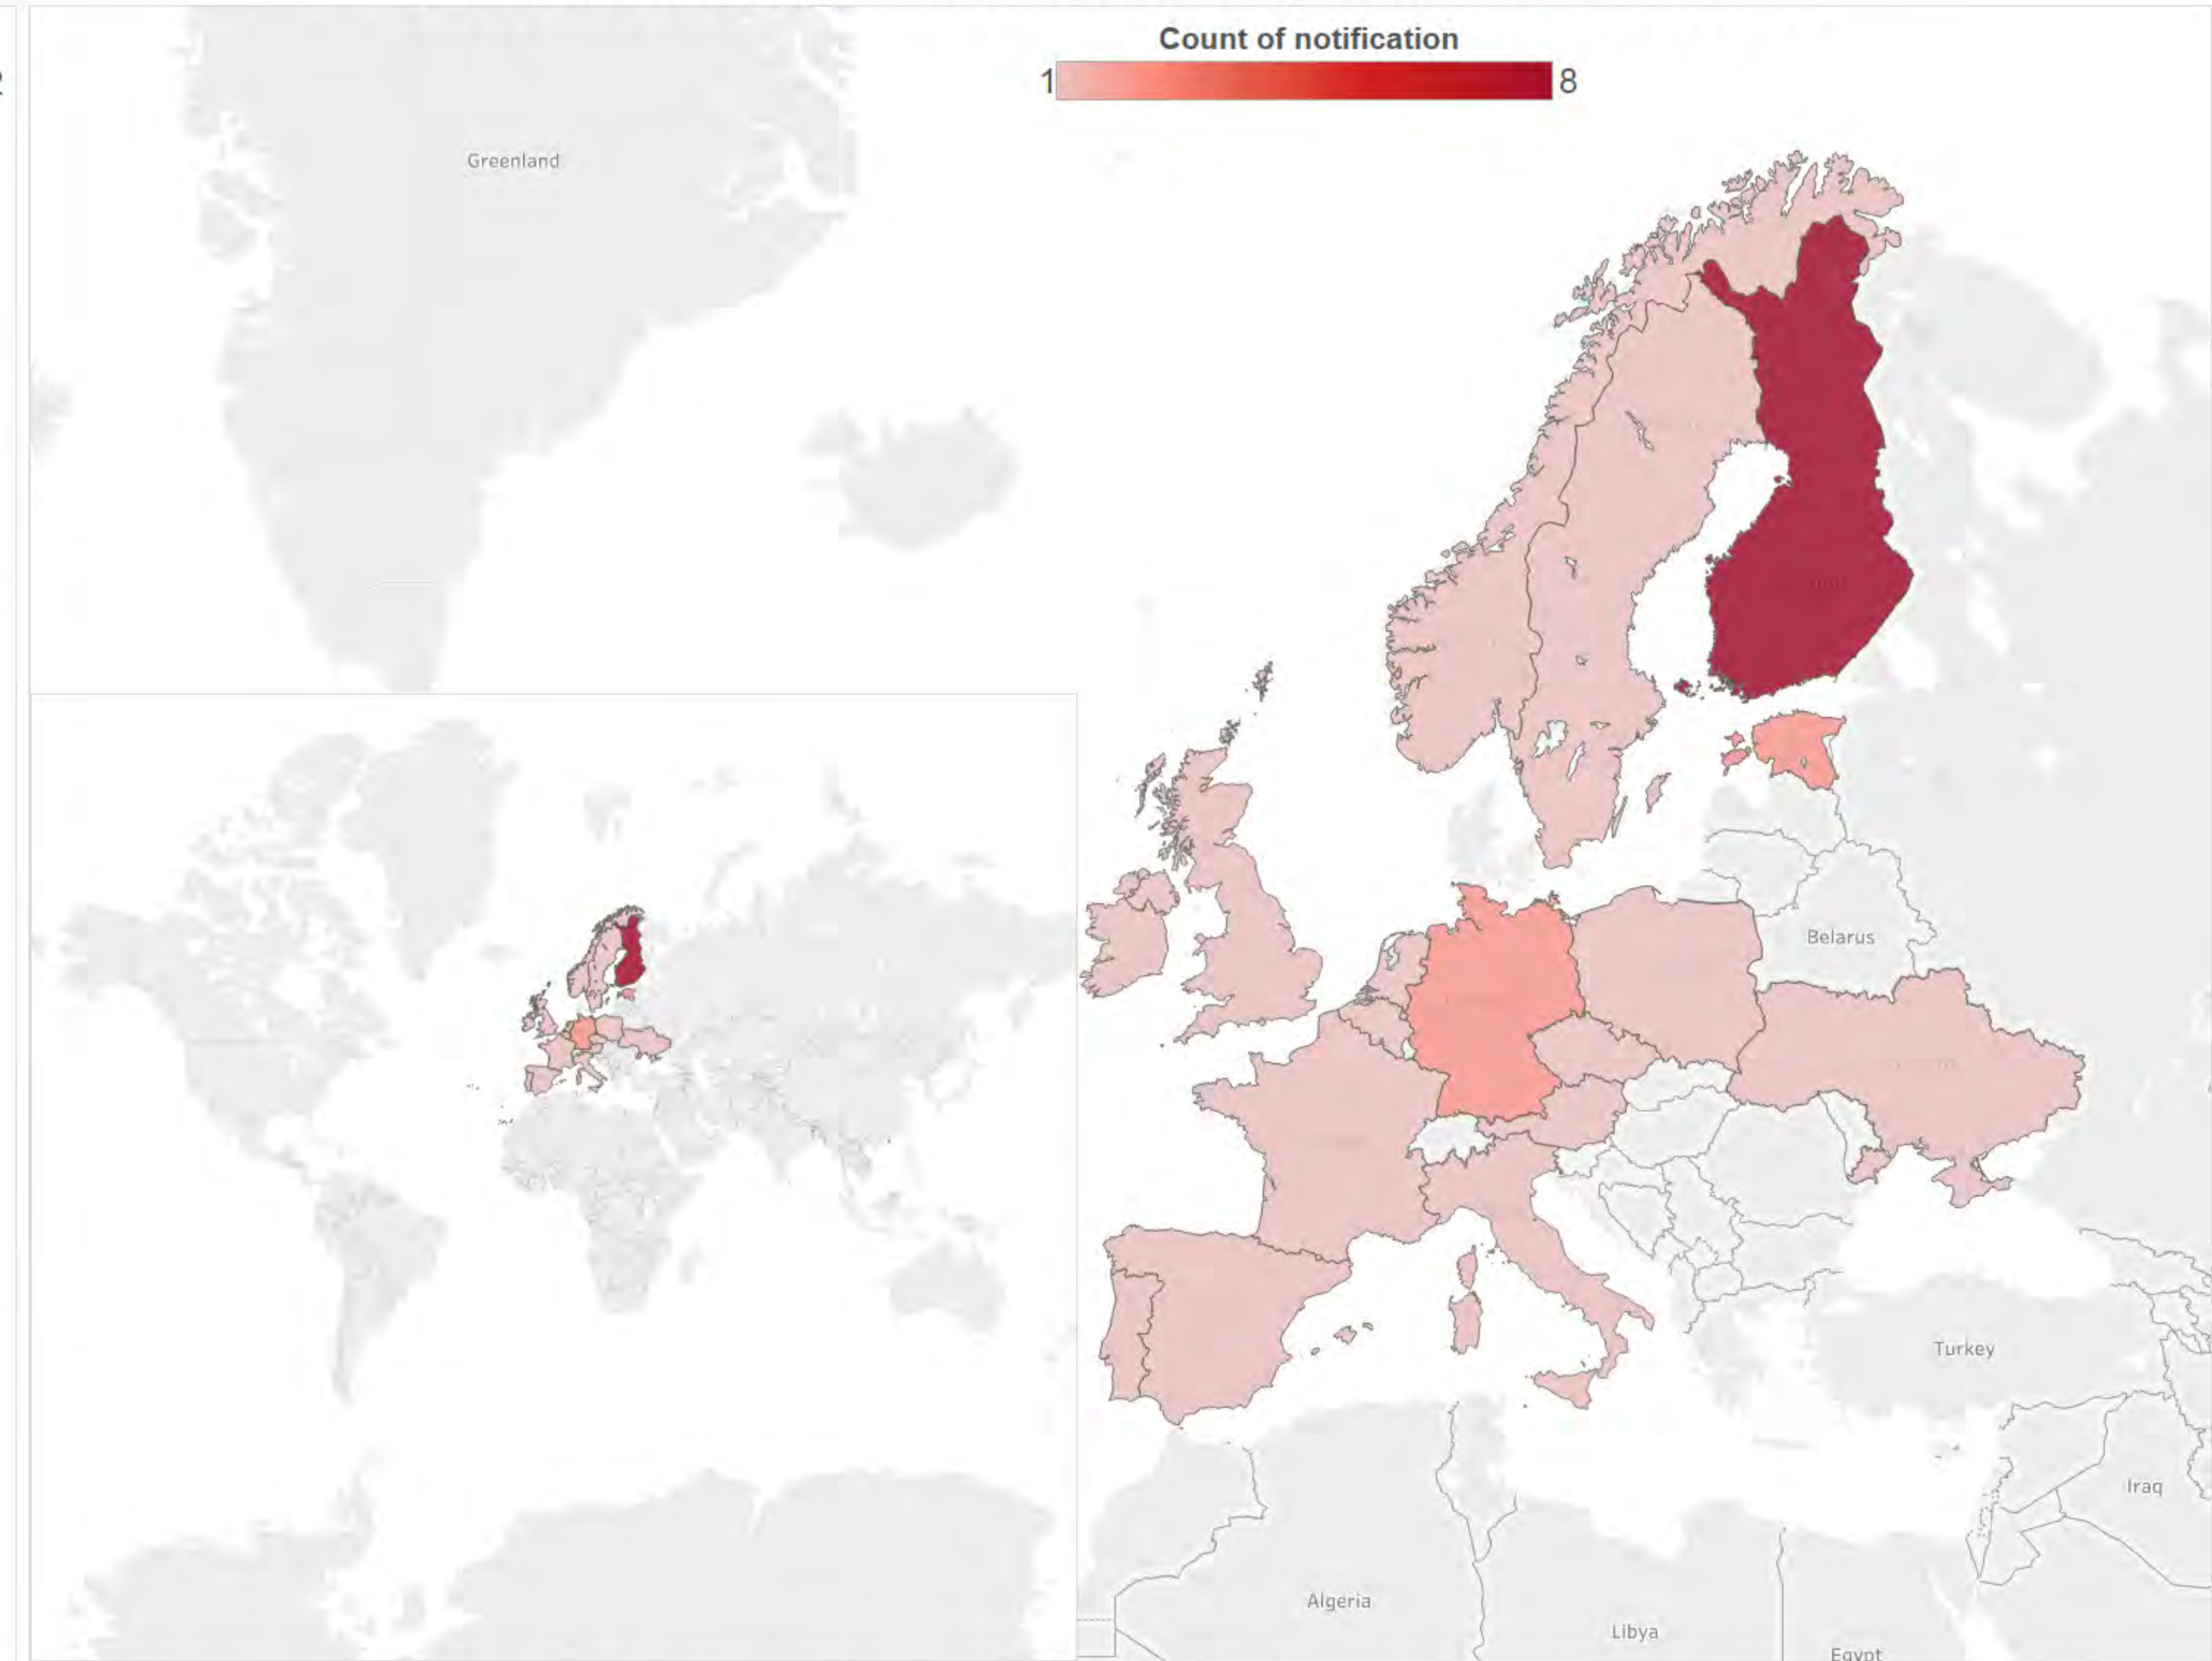 Count of notification
1 8
Greenland
Belarus
Turkey
Iraq
Algeria
Libya
Egypt